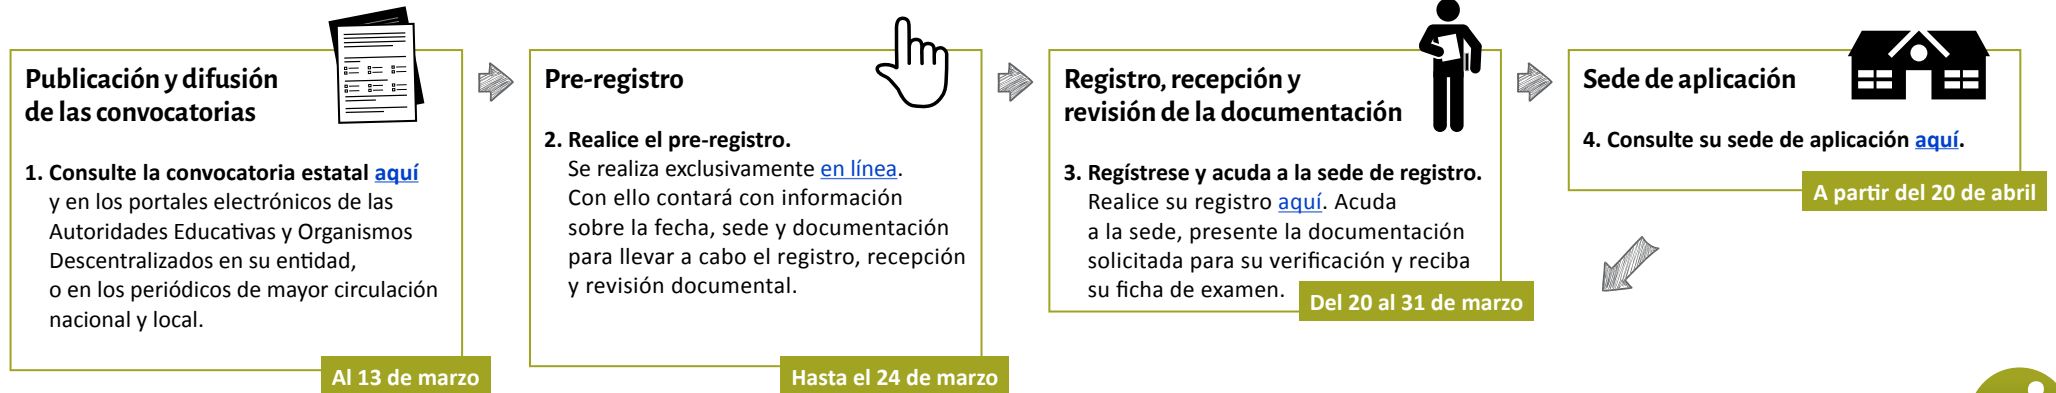 Publicación y difusión
de las convocatorias
1. Consulte la convocatoria estatal aquí
y en los portales electrónicos de las
Autoridades Educativas y Organismos
Descentralizados en su entidad,
o en los periódicos de mayor circulación
nacional y local.
Al 13 de marzo
Pre-registro
2. Realice el pre-registro.
Se realiza exclusivamente en línea.
Con ello contará con información
sobre la fecha, sede y documentación
para llevar a cabo el registro, recepción
y revisión documental.
Hasta el 24 de marzo
Registro, recepción y
revisión de la documentación
3. Regístrese y acuda a la sede de registro.
Realice su registro aquí. Acuda
a la sede, presente la documentación
solicitada para su verificación y reciba
su ficha de examen.
Del 20 al 31 de marzo
Sede de aplicación
4. Consulte su sede de aplicación aquí.
A partir del 20 de abril